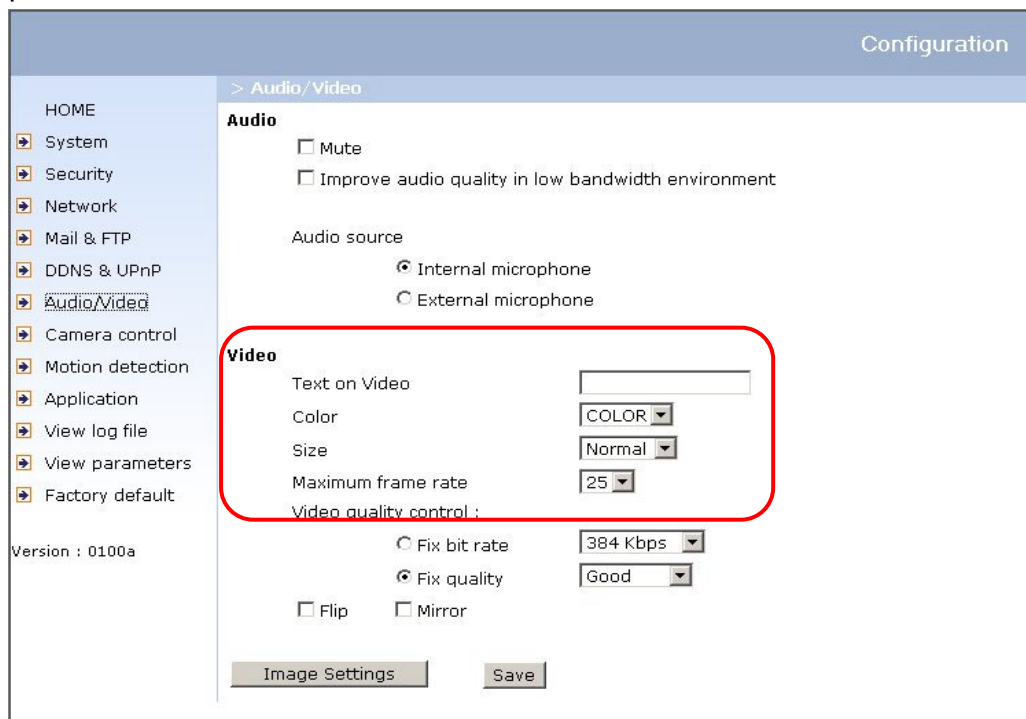 Configuration
> Audio/Video
HOME
System
Security
Network
Mail & FTP
DDNS & UPnP
Audio/Video
Camera control
Motion detection
Application
View log file
View parameters
Factory default
Version : 0100a
Audio
Mute
Improve audio quality in low bandwidth environment
Audio source
Internal microphone
External microphone
Video
Text on Video
Color COLOR
Size Normal
Maximum frame rate 25
Video quality control :
Fix bit rate 384 Kbps
Fix quality Good
Flip Mirror
Image Settings Save